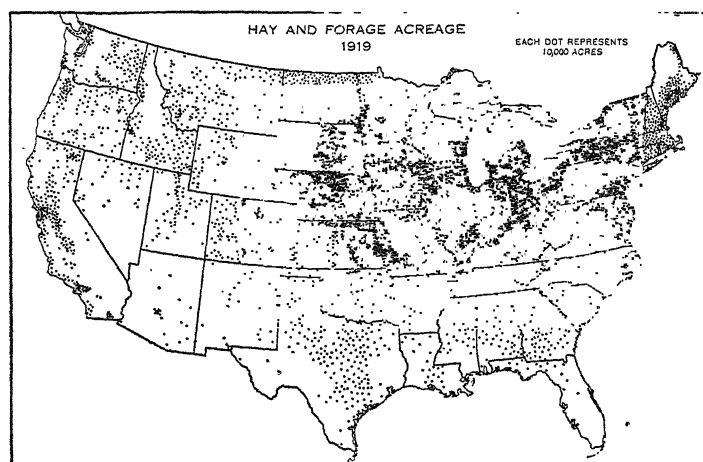 HAY AND FORAGE ACREAGE
1919
EACH DOT REPRESENTS
10,000 ACRES